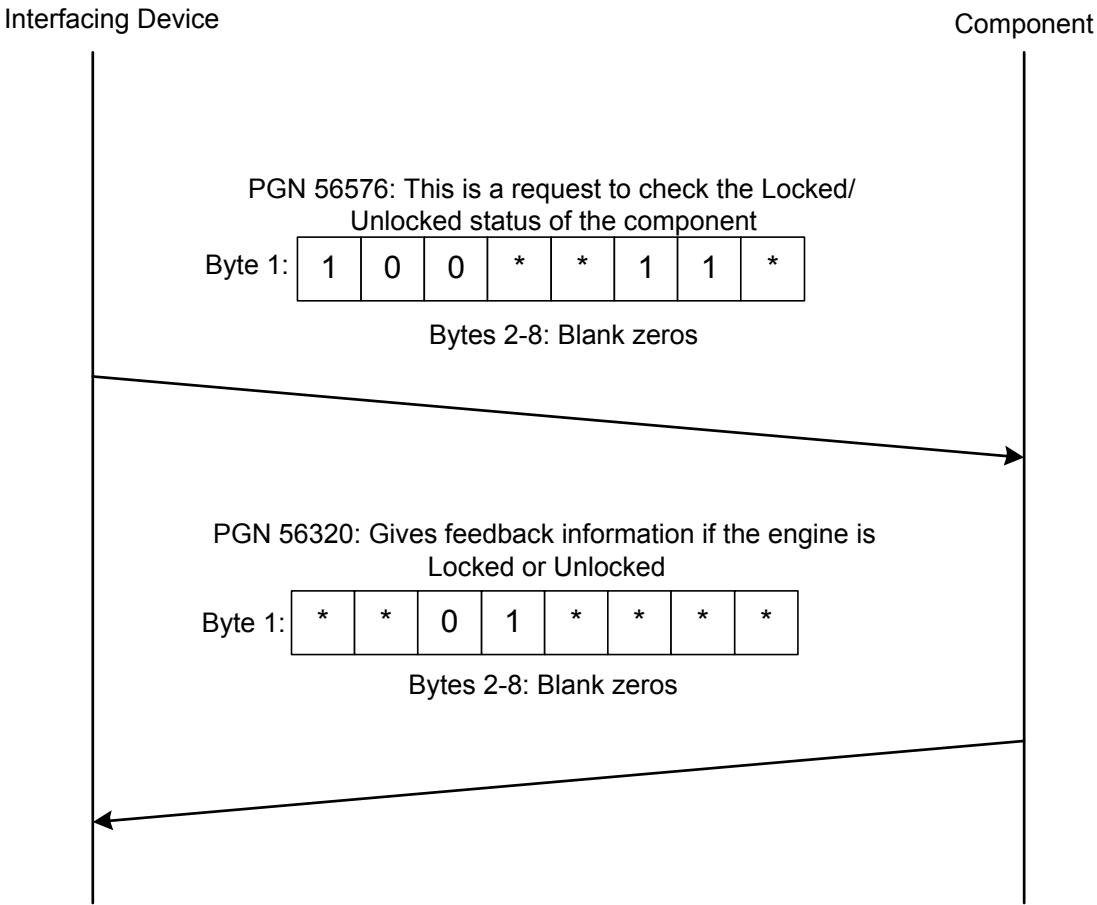 Interfacing Device
Component
PGN 56576: This is a request to check the Locked/
Unlocked status of the component
Byte 1: 1 0 0 * * 1 1 *
Bytes 2-8: Blank zeros
PGN 56320: Gives feedback information if the engine is
Locked or Unlocked
Byte 1: * * 0 1 * * * *
Bytes 2-8: Blank zeros